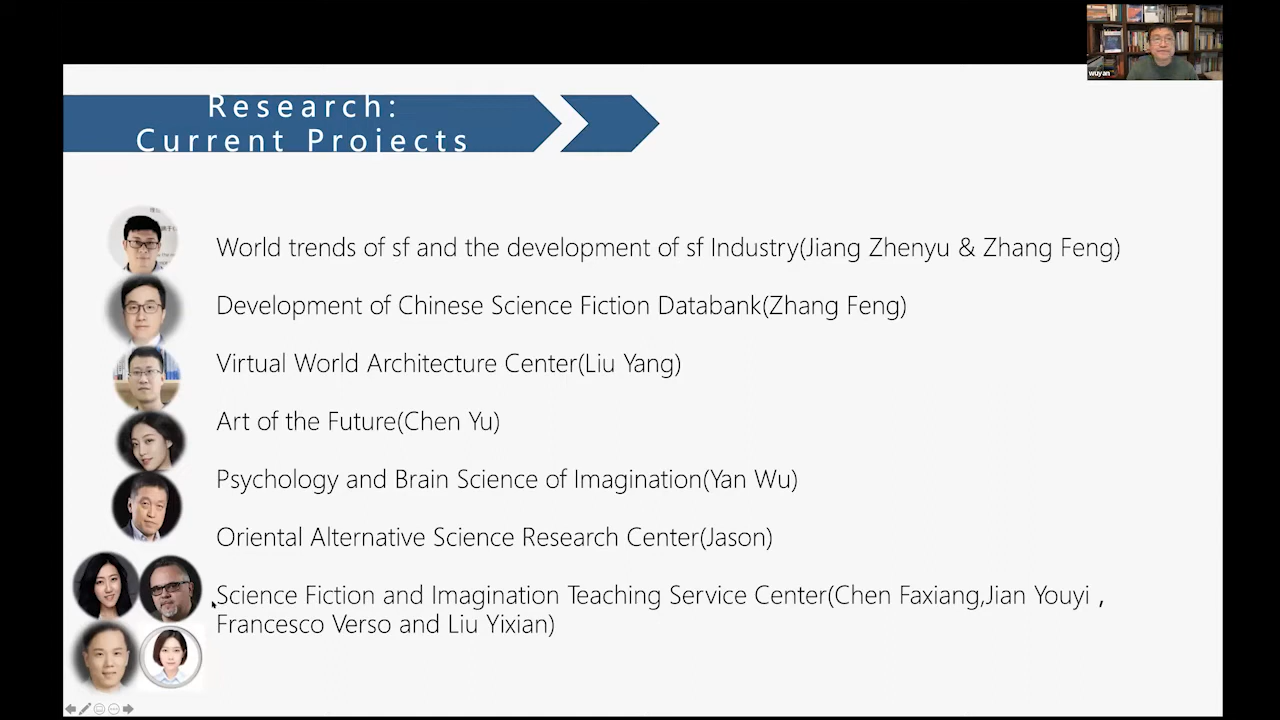 wuyan
Research:
Current Projects
World trends of sf and the development of sf Industry(Jiang Zhenyu & Zhang Feng)
Development of Chinese Science Fiction Databank(Zhang Feng)
Virtual World Architecture Center(Liu Yang)
Art of the Future(Chen Yu)
Psychology and Brain Science of Imagination(Yan Wu)
Oriental Alternative Science Research Center(Jason)
Science Fiction and Imagination Teaching Service Center(Chen Faxiang,Jian Youyi，
Francesco Verso and Liu Yixian)